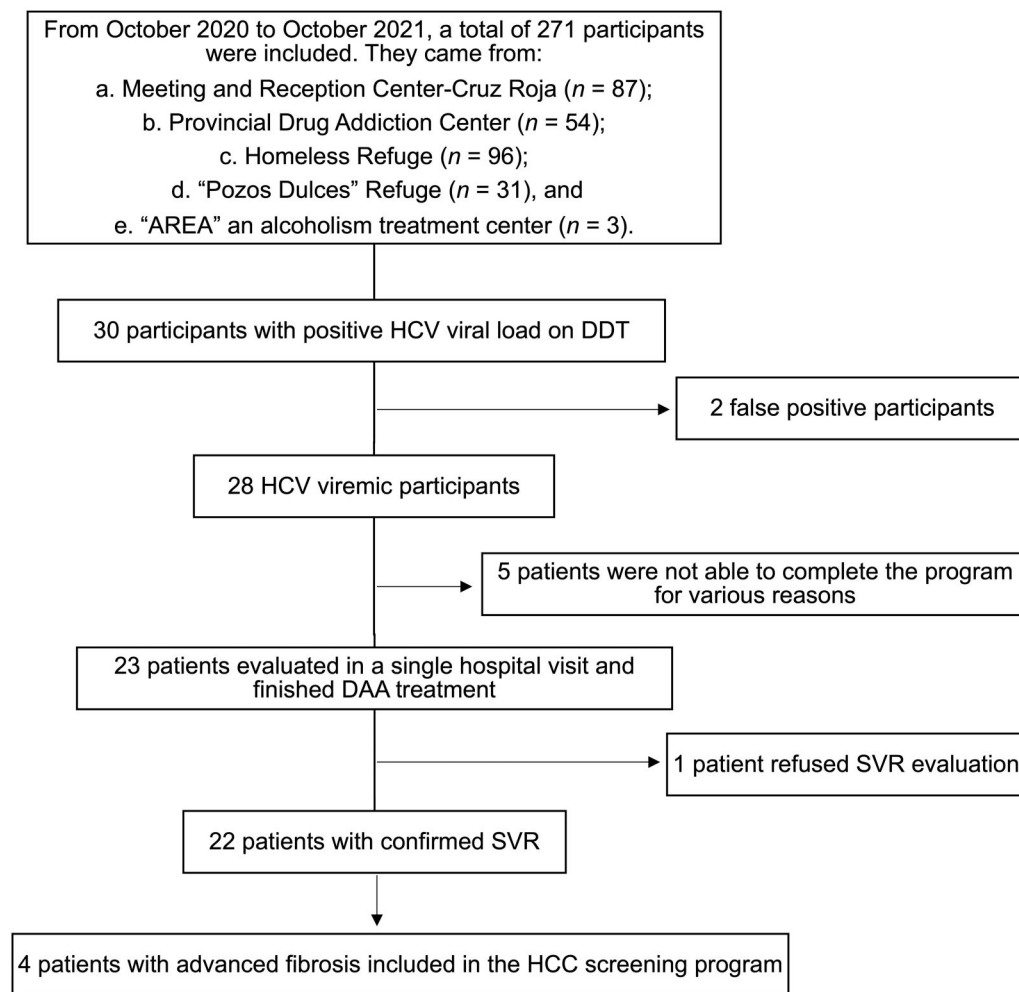 From October 2020 to October 2021, a total of 271 participants
were included. They came from:
a. Meeting and Reception Center-Cruz Roja (n = 87);
b. Provincial Drug Addiction Center (n = 54);
c. Homeless Refuge (n = 96);
d. “Pozos Dulces” Refuge (n = 31), and
e. “AREA” an alcoholism treatment center (n = 3).
30 participants with positive HCV viral load on DDT
2 false positive participants
28 HCV viremic participants
5 patients were not able to complete the program
for various reasons
23 patients evaluated in a single hospital visit and
finished DAA treatment
1 patient refused SVR evaluation
22 patients with confirmed SVR
4 patients with advanced fibrosis included in the HCC screening program